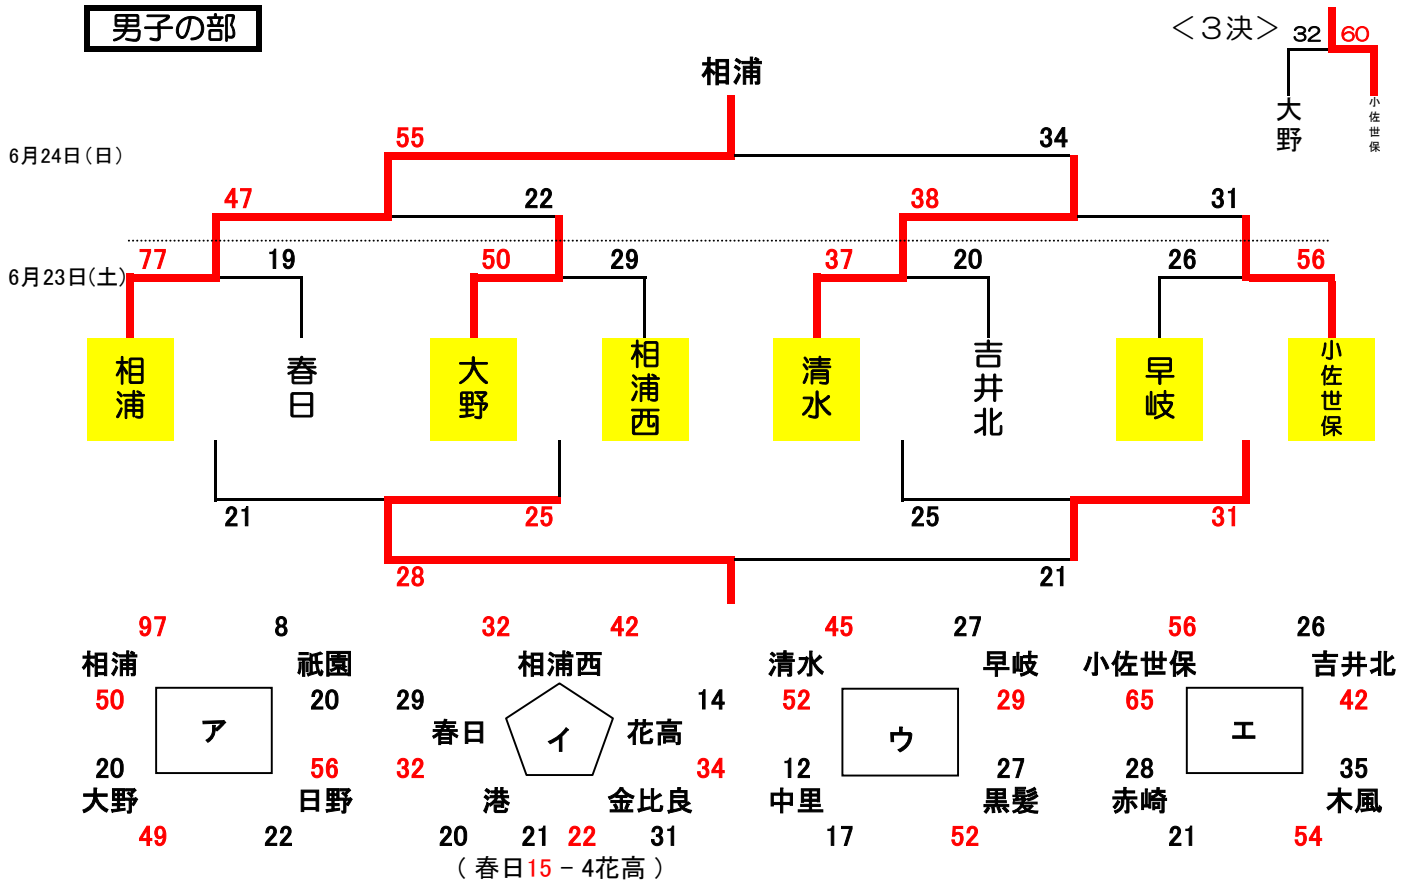 男子の部
＜３決＞ 32 60
大野 小佐世保
相浦
6月24日（日） 55 34
47 22 38 31
6月23日（土） 77 19 50 29 37 20 26 56
相浦 春日 大野 相浦西 清水 吉井北 早岐 小佐世保
21 25 25 31
28 21
97 8 32 42 45 27 56 26
相浦 祇園 相浦西 清水 早岐 小佐世保 吉井北
50 20 29 14 52 29 65 42
ア 春日 イ 花高 ウ エ
20 56 32 34 12 27 28 35
大野 日野 港 金比良 中里 黒髪 赤崎 木風
49 22 20 21 22 31 17 52 21 54
（ 春日15 − 4花高 ）